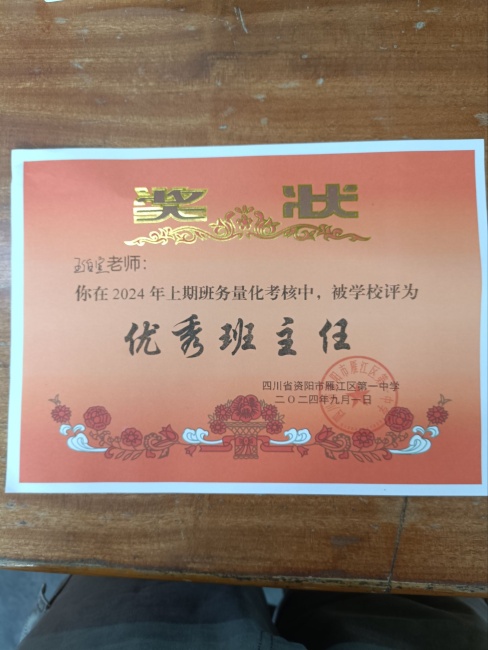 奖 状
老师：
你在2024年上期班务量化考核中，被学校评为
优秀班主任
四川省资阳市雁江区第一中学
二〇二四年九月一日